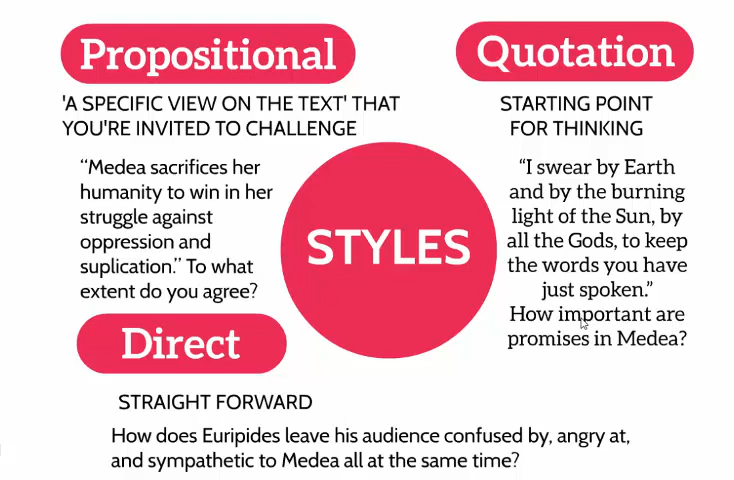 Propositional
'A SPECIFIC VIEW ON THE TEXT' THAT
YOU'RE INVITED TO CHALLENGE
“Medea sacrifices her
humanity to win in her
struggle against
oppression and
suplication.” To what
extent do you agree?
Quotation
STARTING POINT
FOR THINKING
“I swear by Earth
and by the burning
light of the Sun, by
all the Gods, to keep
the words you have
just spoken.”
How important are
promises in Medea?
STYLES
Direct
STRAIGHT FORWARD
How does Euripides leave his audience confused by, angry at,
and sympathetic to Medea all at the same time?